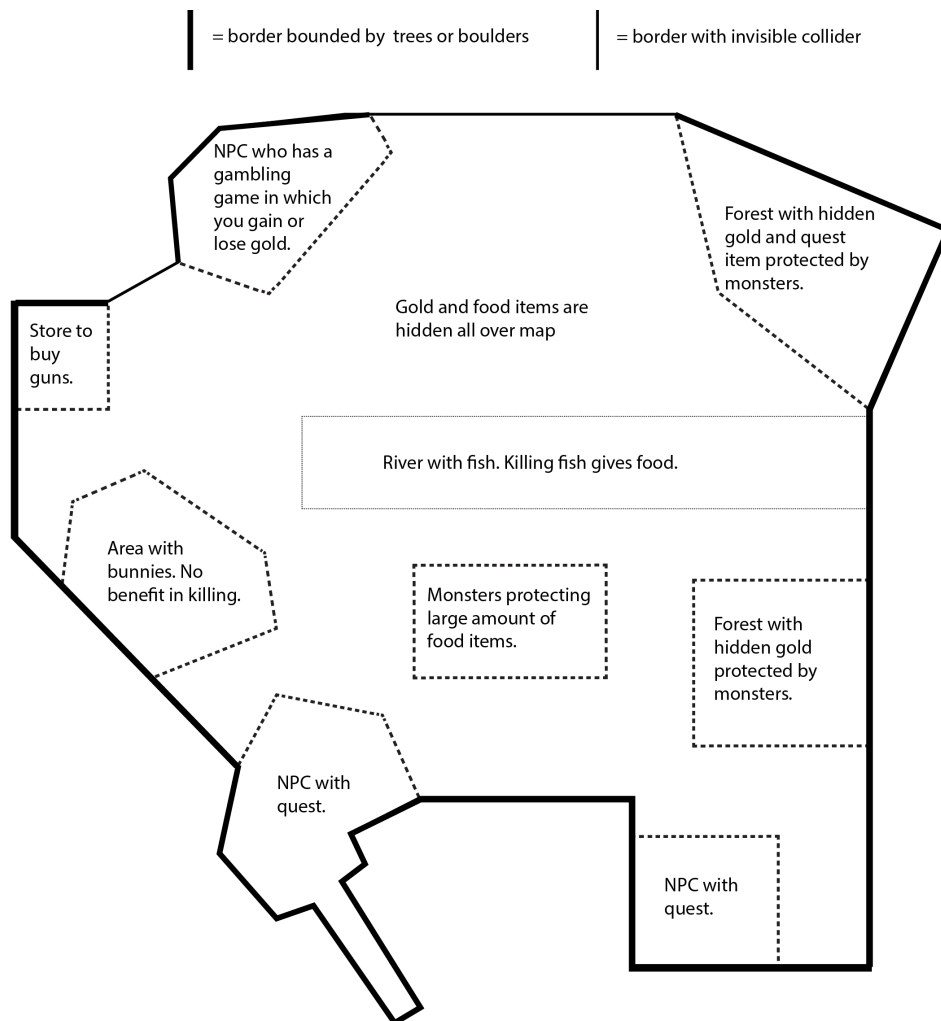 = border bounded by trees or boulders
= border with invisible collider
NPC who has a
gambling
game in which
you gain or
lose gold.
Forest with hidden
gold and quest
item protected by
monsters.
Gold and food items are
hidden all over map
Store to
buy
guns.
River with fish. Killing fish gives food.
Area with
bunnies. No
benefit in killing.
Monsters protecting
large amount of
food items.
Forest with
hidden gold
protected by
monsters.
NPC with
quest.
NPC with
quest.